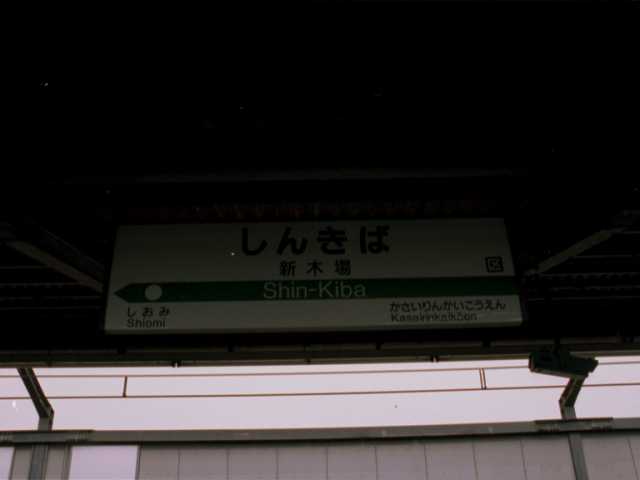 しんきば
新木場
区
Shin-Kiba
しおみ
Shiomi
かさいりんかいこうえん
Kasairinkaikōen